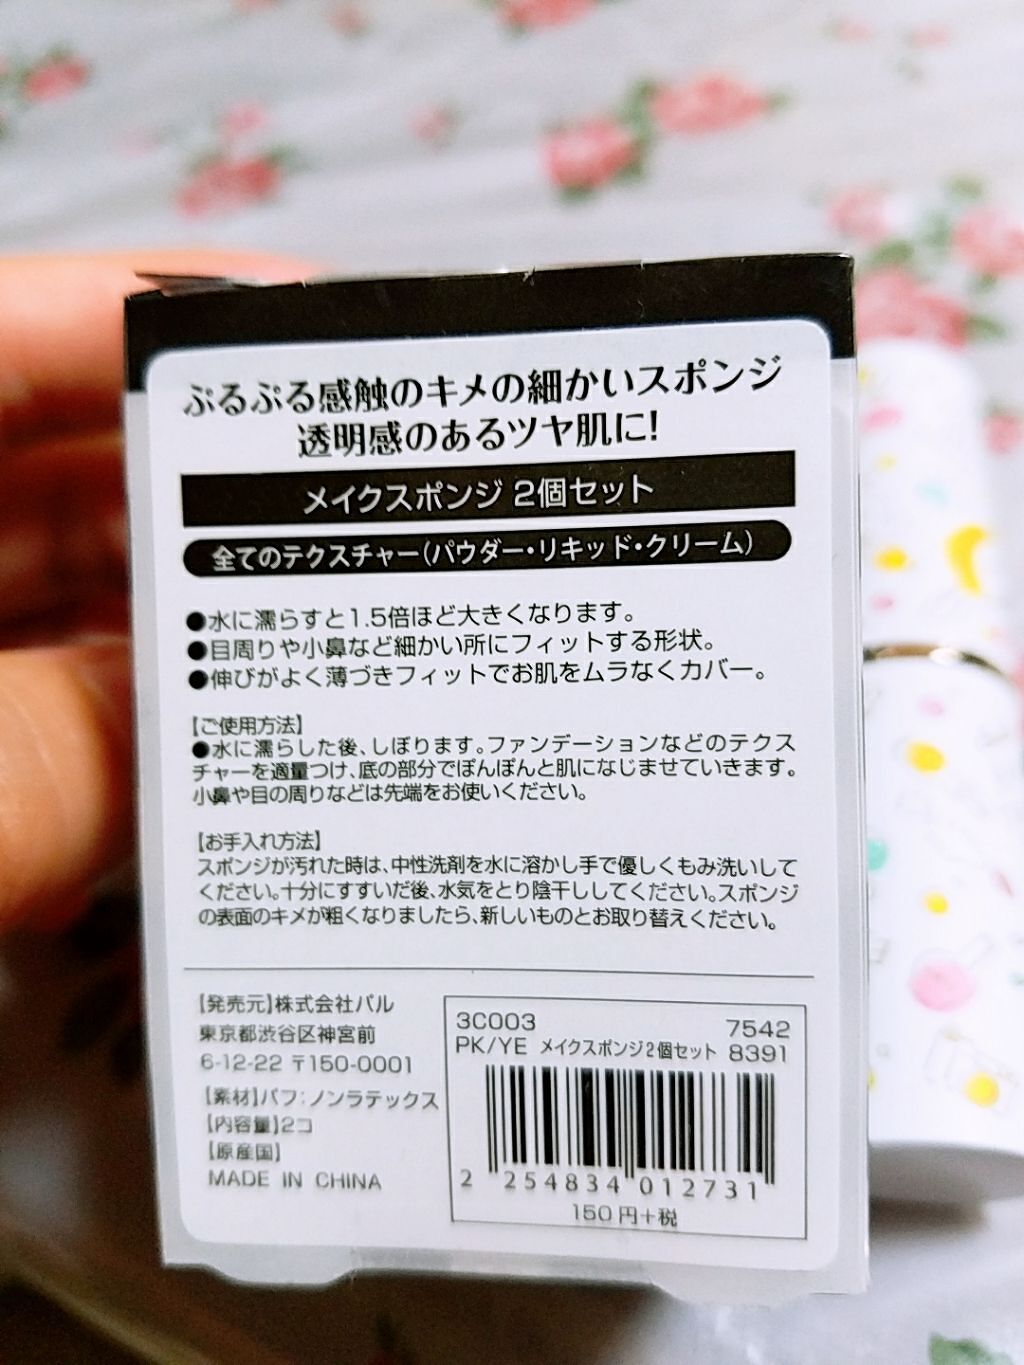 ぷるぷる感触のキメの細かいスポンジ
透明感のあるツヤ肌に!
メイクスポンジ 2個セット
全てのテクスチャー(パウダー・リキッド・クリーム)
●水に濡らすと1.5倍ほど大きくなります。
●目周りや小鼻など細かい所にフィットする形状。
●伸びがよく薄づきフィットでお肌をムラなくカバー。
【ご使用方法】
●水に濡らした後、しぼります。ファンデーションなどのテクス
チャーを適量つけ、底の部分でぽんぽんと肌になじませていきます。
小鼻や目の周りなどは先端をお使いください。
【お手入れ方法】
スポンジが汚れた時は、中性洗剤を水に溶かし手で優しくもみ洗いして
ください。十分にすすいだ後、水気をとり陰干ししてください。スポンジ
の表面のキメが粗くなりましたら、新しいものとお取り替えください。
【発売元】株式会社パル
東京都渋谷区神宮前
6-12-22 〒150-0001
【素材】パフ:ノンラテックス
【内容量】2コ
【原産国】
MADE IN CHINA
3C003 7542
PK/YE メイクスポンジ2個セット 8391
2 254834 012731
150円+税